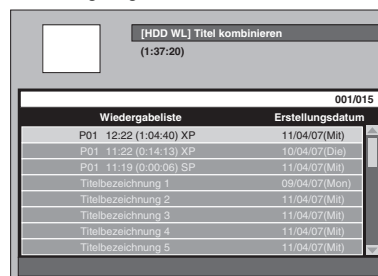 [HDD WL] Titel kombinieren
(1:37:20)
001/015
Wiedergabeliste Erstellungsdatum
P01 12:22 (1:04:40) XP 11/04/07(Mit)
P01 11:22 (0:14:13) XP 10/04/07(Die)
P01 11:19 (0:00:06) SP 11/04/07(Mit)
Titelbezeichnung 1 09/04/07(Mon)
Titelbezeichnung 2 11/04/07(Mit)
Titelbezeichnung 3 11/04/07(Mit)
Titelbezeichnung 4 11/04/07(Mit)
Titelbezeichnung 5 11/04/07(Mit)